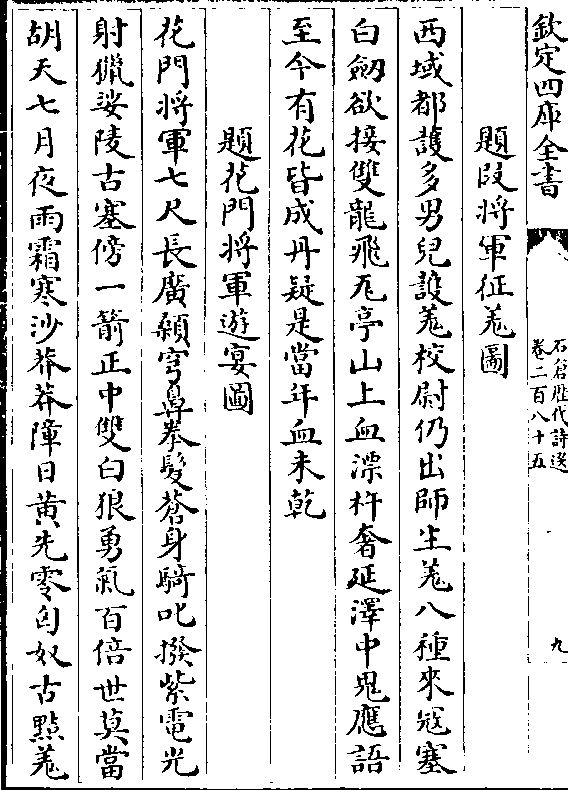 欽定四庫全書
石倉歷代詩選
卷二百八十五
九
題段將軍征羌圖
西域都護多男兒護羌校尉仍出師生羌八種來寇塞
白劒欲接雙龍飛瓦亭山上血漂杵奢延澤中鬼應語
至今有花皆成丹疑是當年血未乾
題花門將軍遊宴圖
花門將軍七尺長廣顙穹鼻拳髮蒼身騎叱撥紫電光
射獵娑陵古塞傍一箭正中雙白狼勇氣百倍世莫當
胡天七月夜雨霜寒沙莽莽障日黄先零匈奴古點羌